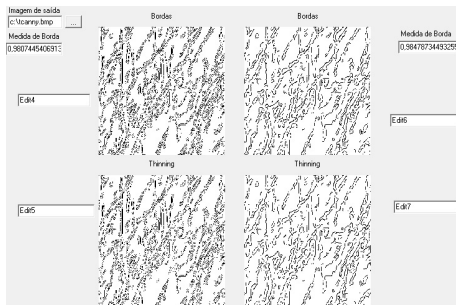 Imagem de saída
c:\tcanny.bmp
...
Medida de Borda
0,9807445406913
Edit4
Edit5
Bordas
Bordas
Thinning
Thinning
Medida de Borda
0,9847873449325
Edit6
Edit7